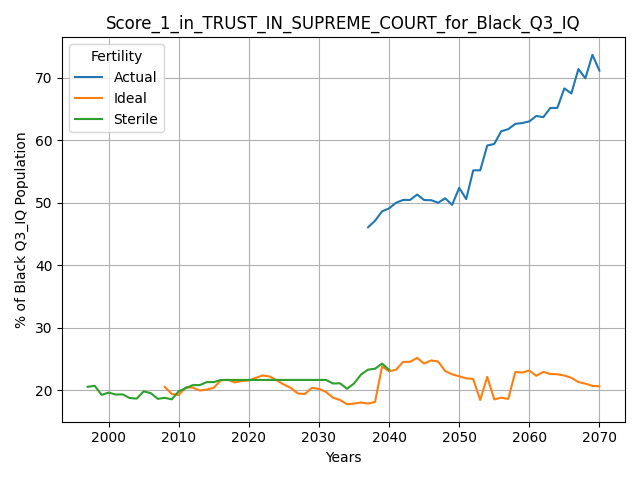 Score_1_in_TRUST_IN_SUPREME_COURT_for_Black_Q3_IQ
Fertility
Actual
Ideal
Sterile
% of Black Q3_IQ Population
70
60
50
40
30
20
2000 2010 2020 2030 2040 2050 2060 2070
Years